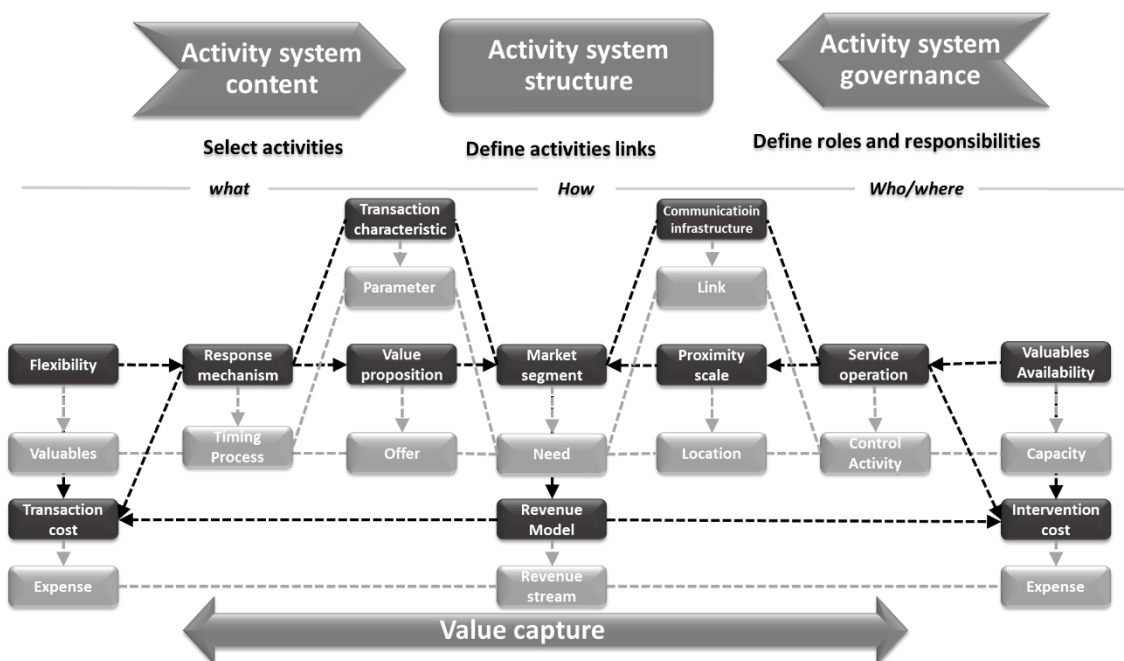 Activity system
content
Activity system
structure
Activity system
governance
Select activities
Define activities links
Define roles and responsibilities
what
How
Who/where
Transaction
characteristic
Communicatioin
infrastructure
Parameter
Link
Flexibility
Response
mechanism
Value
proposition
Market
segment
Proximity
scale
Service
operation
Valuables
Availability
Valuables
Timing
Process
Offer
Need
Location
Control
Activity
Capacity
Transaction
cost
Revenue
Model
Intervention
cost
Expense
Revenue
stream
Expense
Value capture